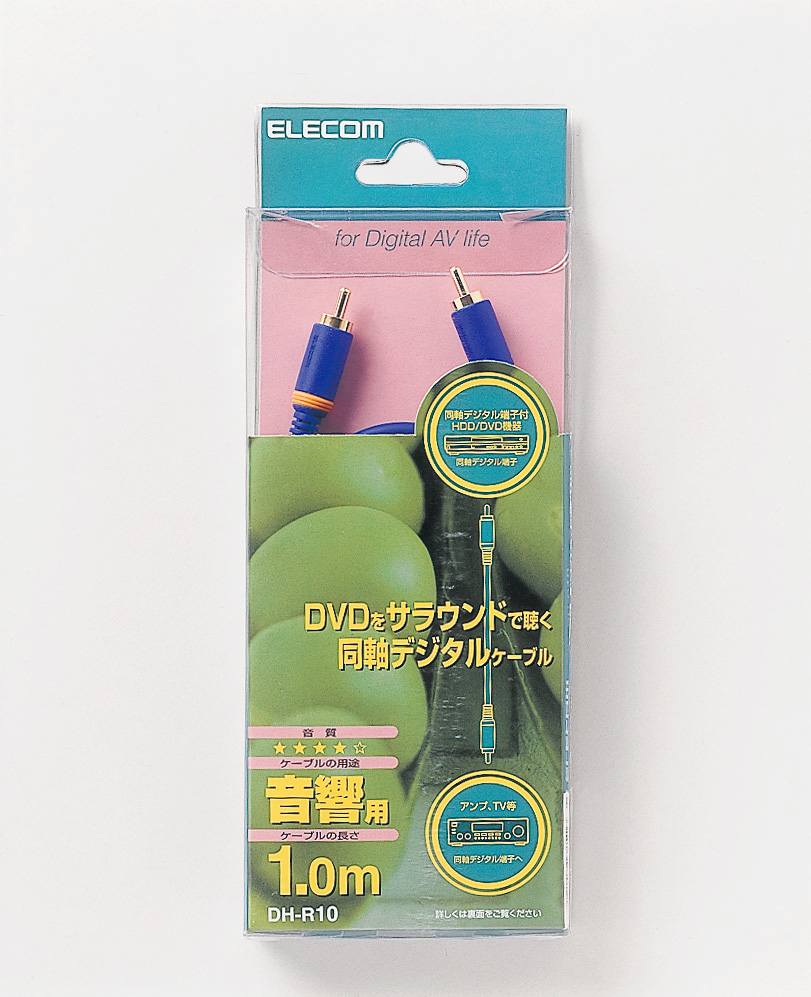 ELECOM
for Digital AV life
同軸デジタル端子付
HDD/DVD機器
同軸デジタル端子
DVDをサラウンドで聴く
同軸デジタルケーブル
音質
★★★★☆
ケーブルの用途
音響用
ケーブルの長さ
1.0m
DH-R10
アンプ、TV等
同軸デジタル端子へ
詳しくは裏面をご覧ください